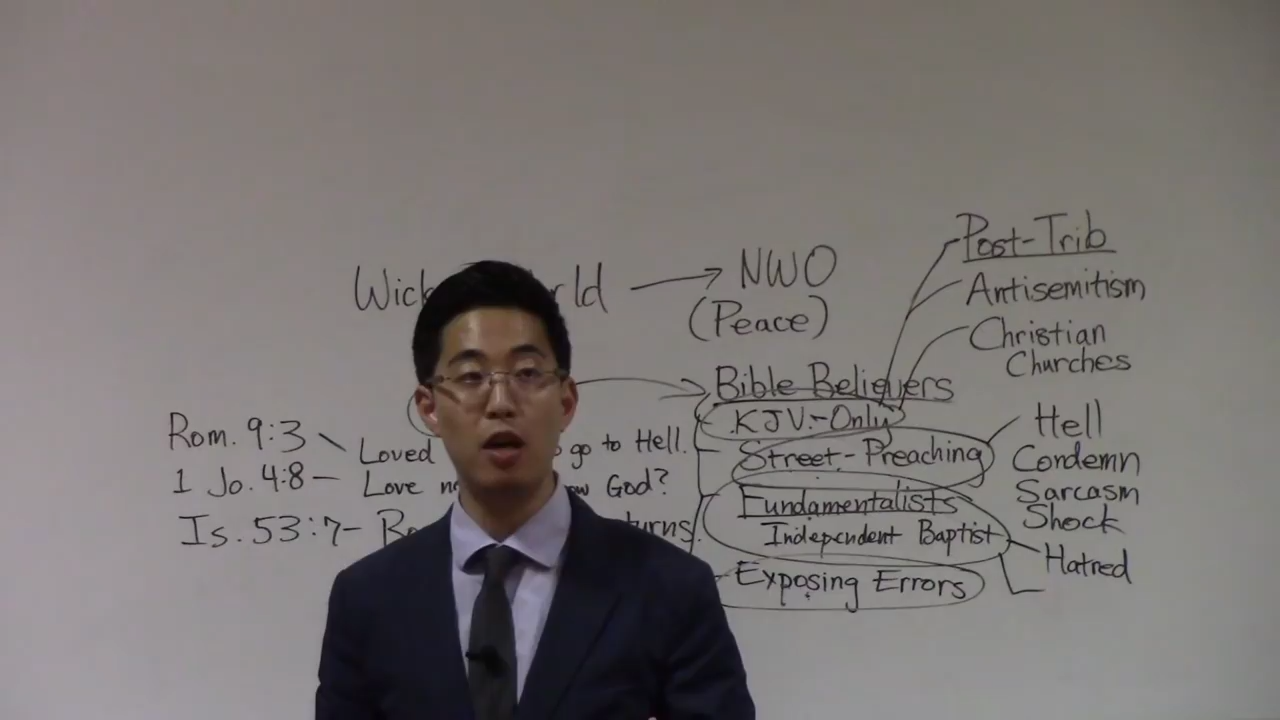 Wick rld → NWO
(Peace)
Bible Believers
KJV.-Only
Street-Preaching
Fundamentalists
Independent Baptist
Exposing Errors
Post-Trib
Antisemitism
Christian
Churches
Hell
Condemn
Sarcasm
Shock
Hatred
Rom. 9:3 Loved go to Hell.
1 Jo. 4:8 — Love God?
Is. 53:7-